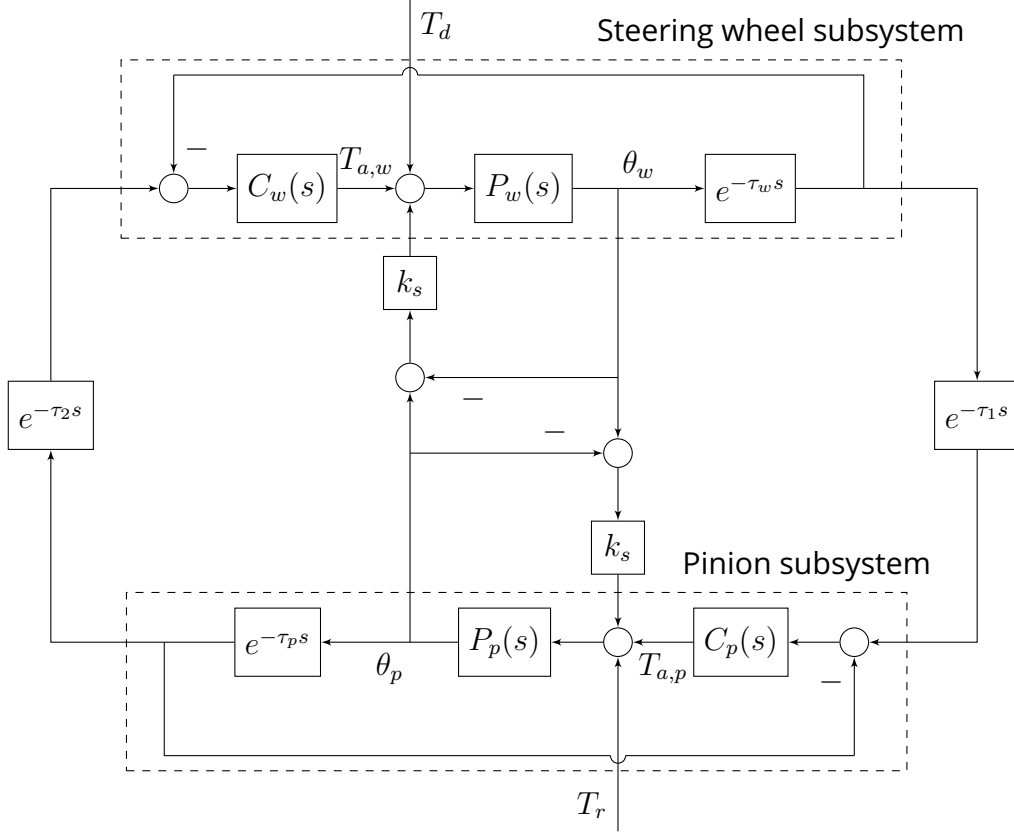 T_d
Steering wheel subsystem
−
C_w(s)
T_{a,w}
P_w(s)
θ_w
e^{−τ_w s}
k_s
e^{−τ_2 s}
−
−
e^{−τ_1 s}
k_s
Pinion subsystem
e^{−τ_p s}
θ_p
P_p(s)
T_{a,p}
C_p(s)
−
T_r